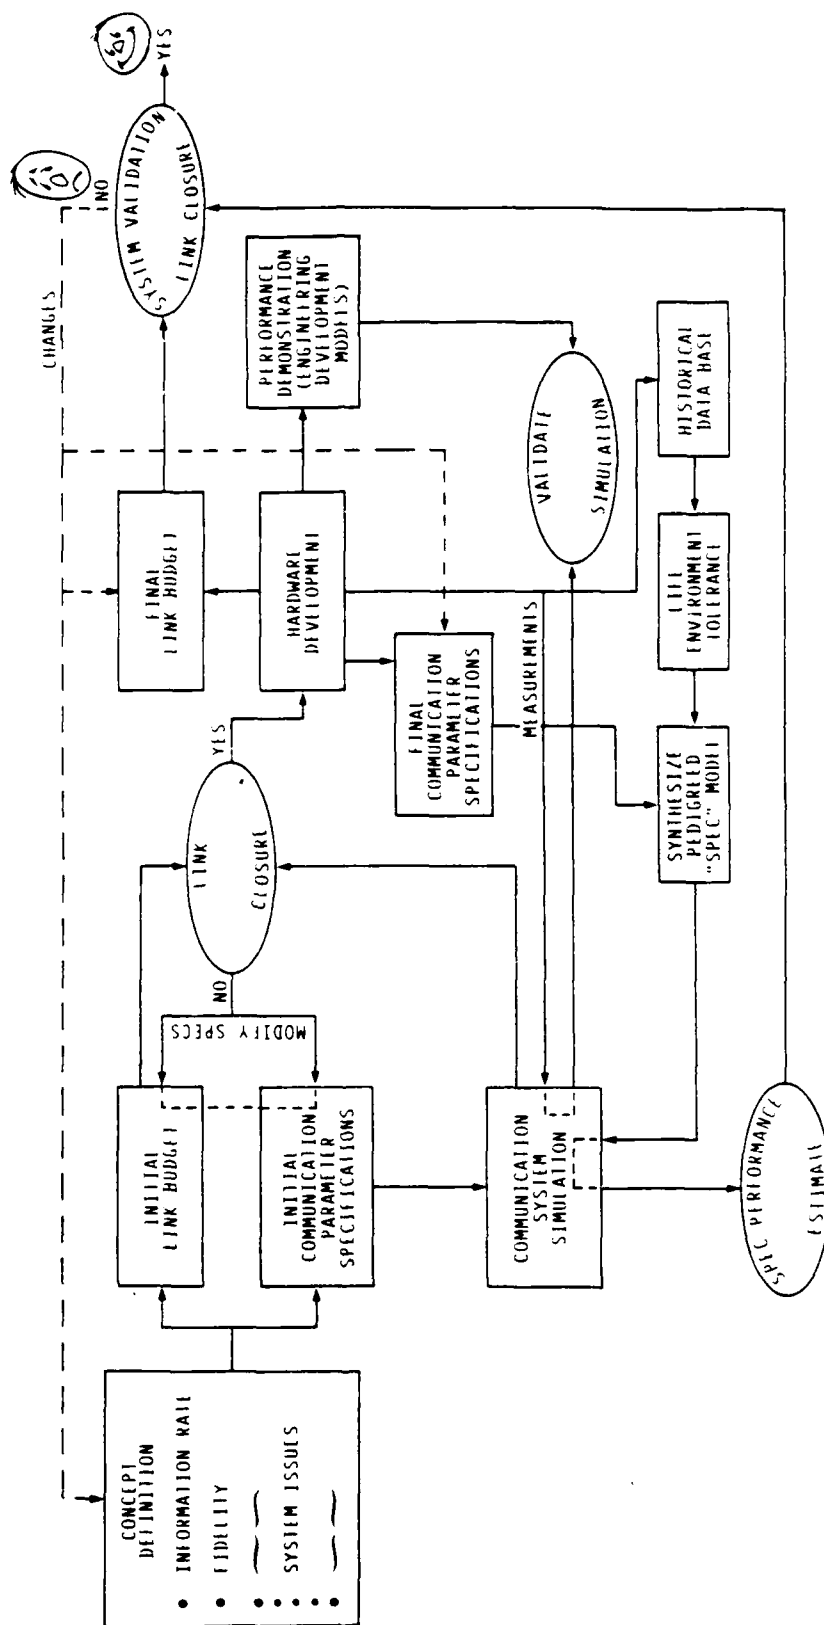 CONCEPT
DEFINITION
• INFORMATION RATE
• FIDELITY
SYSTEM ISSUES
INITIAL
LINK BUDGET
INITIAL
COMMUNICATION
PARAMETER
SPECIFICATIONS
MODIFY SPECS
NO
LINK
CLOSURE
YES
COMMUNICATION
SYSTEM
SIMULATION
SPEC PERFORMANCE
ESTIMATE
FINAL
LINK BUDGET
HARDWARE
DEVELOPMENT
FINAL
COMMUNICATION
PARAMETER
SPECIFICATIONS
MEASUREMENTS
SYNTHESIZE
PEDIGREED
"SPEC" MODEL
LIFE
ENVIRONMENT
TOLERANCE
HISTORICAL
DATA BASE
VALIDATE
SIMULATION
PERFORMANCE
DEMONSTRATION
(ENGINEERING
DEVELOPMENT
MODELS)
CHANGES
SYSTEM VALIDATION
LINK CLOSURE
NO
YES